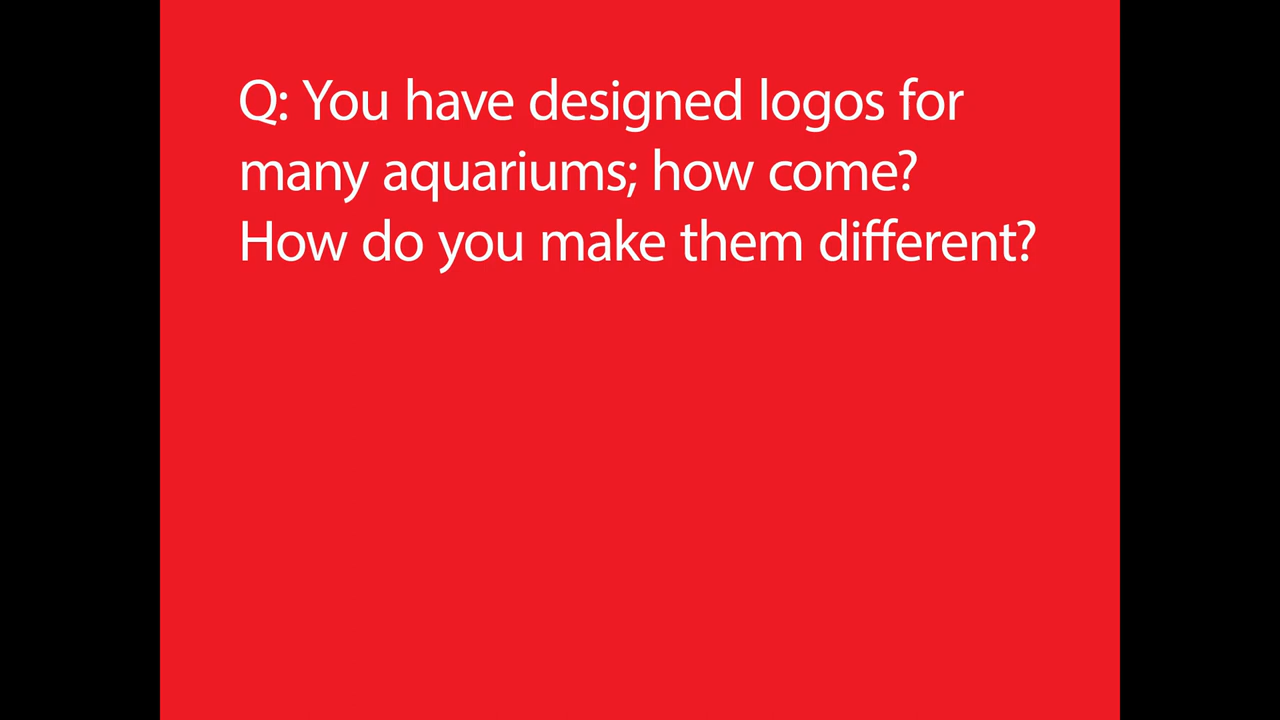 Q: You have designed logos for
many aquariums; how come?
How do you make them different?